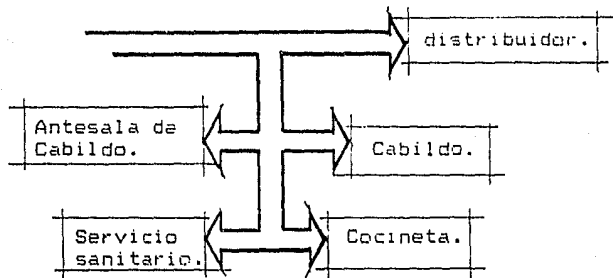 distribuidor.
Antesala de
Cabildo.
Cabildo.
Servicio
sanitario.
Cocineta.